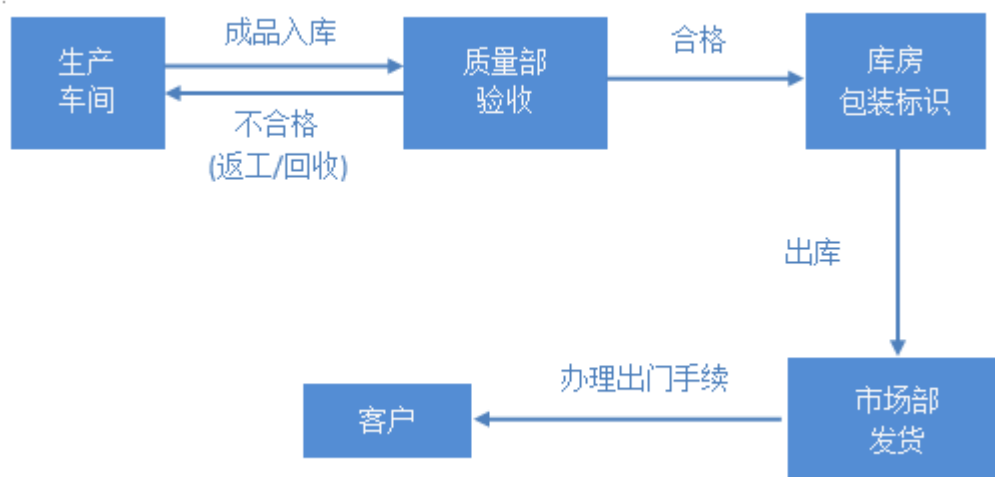 生产
车间
成品入库
不合格
(返工/回收)
质量部
验收
合格
库房
包装标识
出库
市场部
发货
办理出门手续
客户